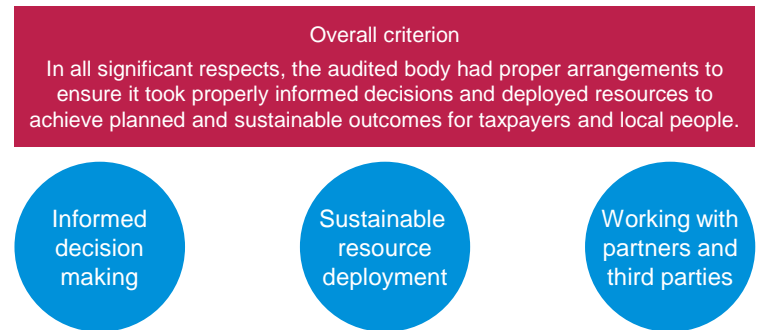 Overall criterion
In all significant respects, the audited body had proper arrangements to
ensure it took properly informed decisions and deployed resources to
achieve planned and sustainable outcomes for taxpayers and local people.
Informed
decision
making
Sustainable
resource
deployment
Working with
partners and
third parties